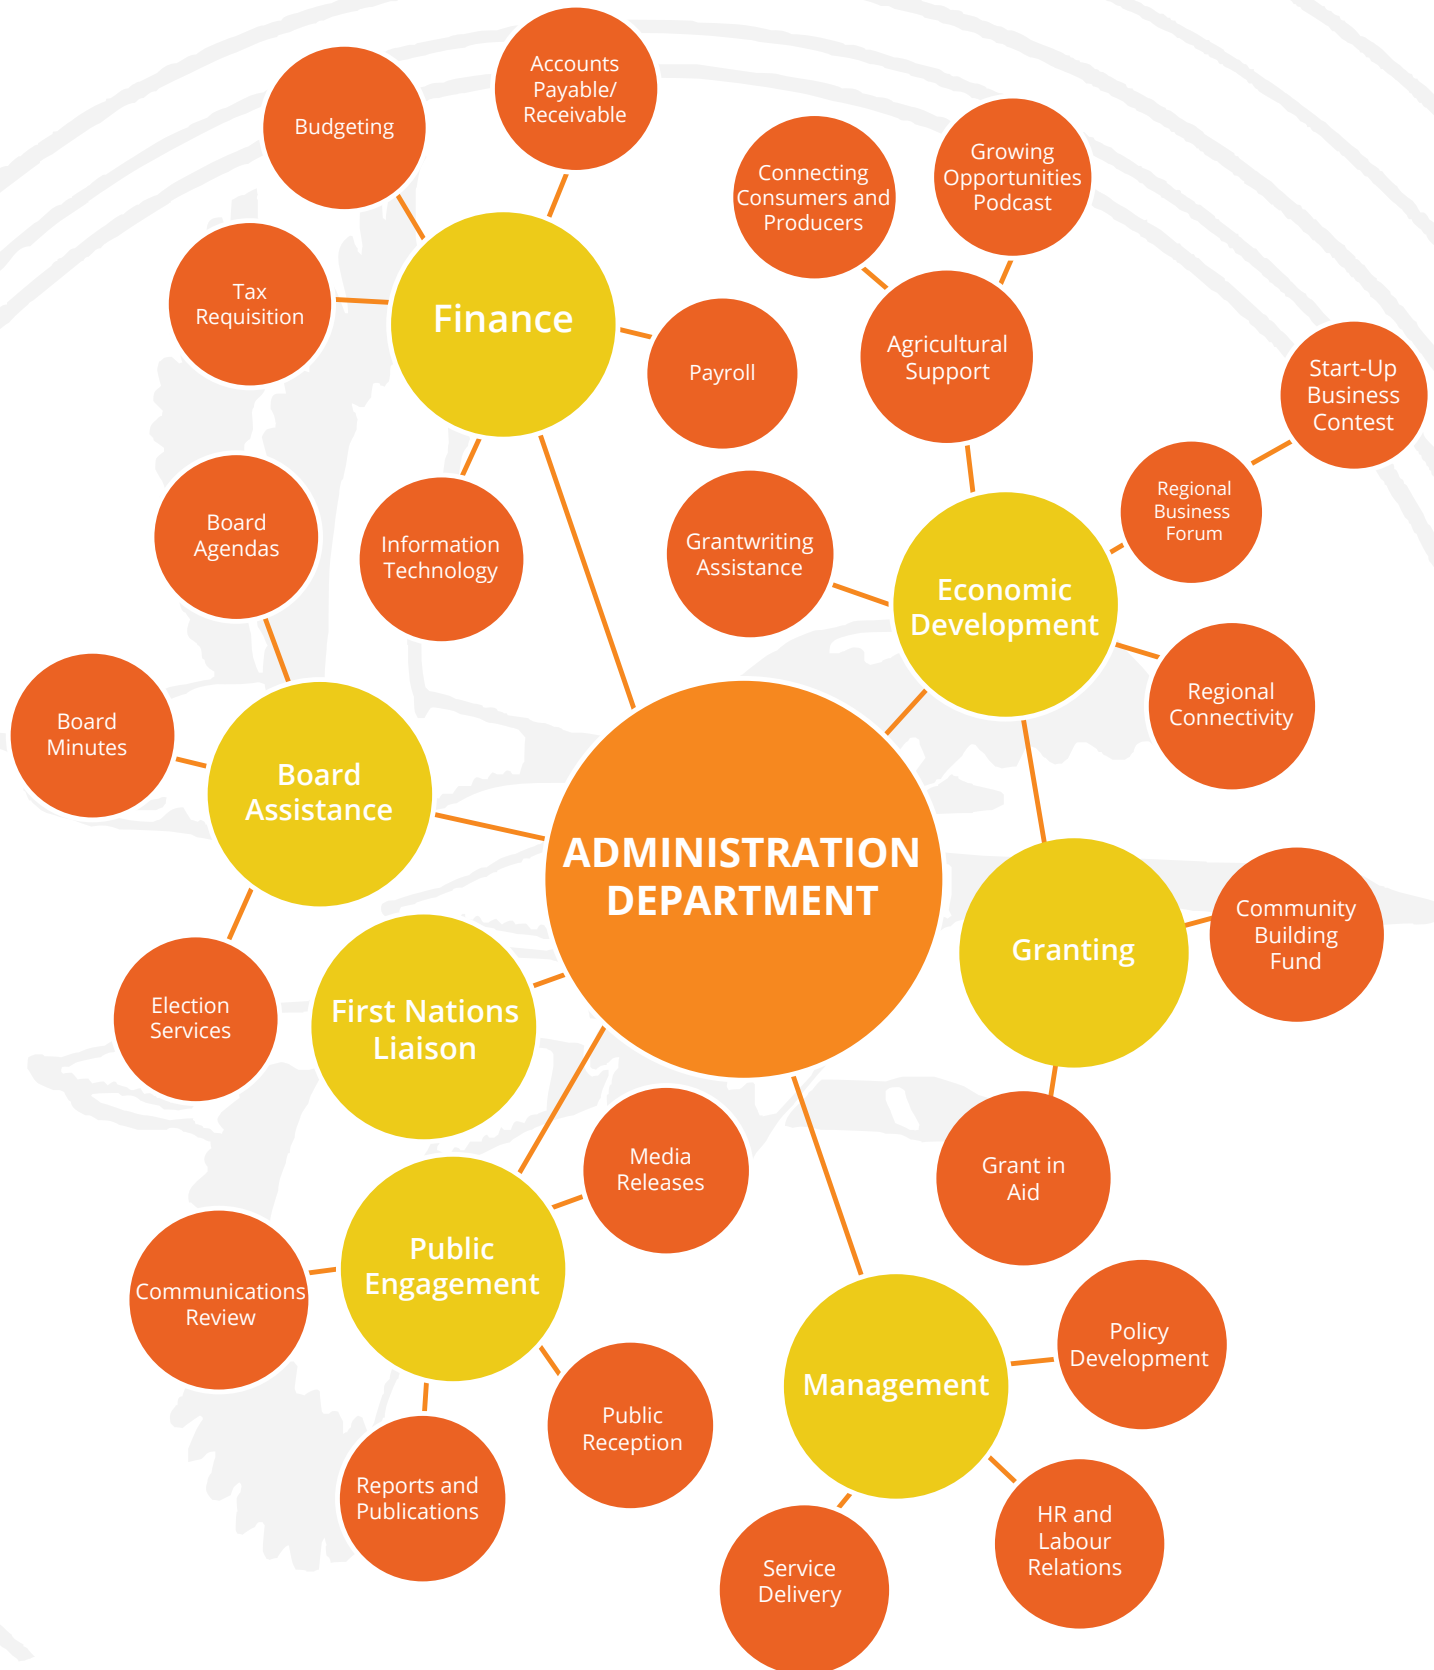 Accounts
Payable/
Receivable
Budgeting
Growing
Opportunities
Podcast
Connecting
Consumers and
Producers
Tax
Requisition
Finance
Payroll
Agricultural
Support
Start-Up
Business
Contest
Regional
Business
Forum
Board
Agendas
Information
Technology
Grantwriting
Assistance
Economic
Development
Regional
Connectivity
Board
Minutes
Board
Assistance
ADMINISTRATION
DEPARTMENT
Granting
Community
Building
Fund
Election
Services
First Nations
Liaison
Media
Releases
Grant in
Aid
Public
Engagement
Communications
Review
Policy
Development
Management
Public
Reception
Reports and
Publications
HR and
Labour
Relations
Service
Delivery